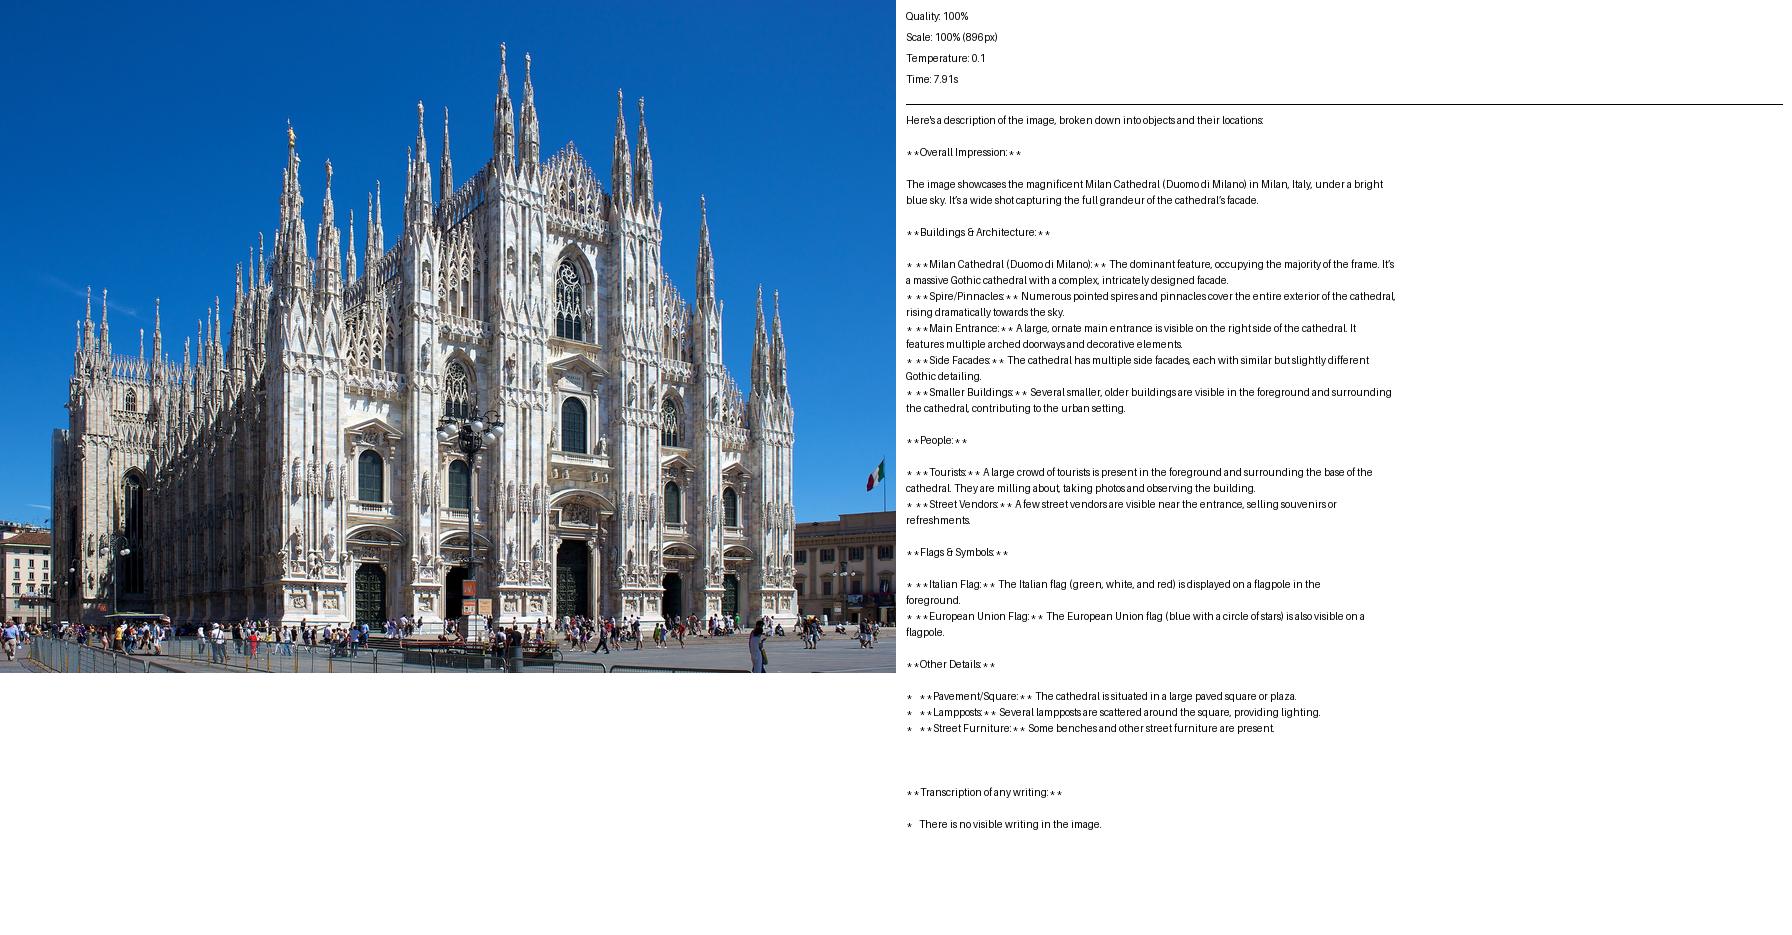 Quality: 100%
Scale: 100% (896px)
Temperature: 0.1
Time: 7.91s
Here's a description of the image, broken down into objects and their locations:
**Overall Impression:**
The image showcases the magnificent Milan Cathedral (Duomo di Milano) in Milan, Italy, under a bright
blue sky. It's a wide shot capturing the full grandeur of the cathedral's facade.
**Buildings & Architecture:**
* **Milan Cathedral (Duomo di Milano):** The dominant feature, occupying the majority of the frame. It's
a massive Gothic cathedral with a complex, intricately designed facade.
* **Spire/Pinnacles:** Numerous pointed spires and pinnacles cover the entire exterior of the cathedral,
rising dramatically towards the sky.
* **Main Entrance:** A large, ornate main entrance is visible on the right side of the cathedral. It
features multiple arched doorways and decorative elements.
* **Side Facades:** The cathedral has multiple side facades, each with similar but slightly different
Gothic detailing.
* **Smaller Buildings:** Several smaller, older buildings are visible in the foreground and surrounding
the cathedral, contributing to the urban setting.
**People:**
* **Tourists:** A large crowd of tourists is present in the foreground and surrounding the base of the
cathedral. They are milling about, taking photos and observing the building.
* **Street Vendors:** A few street vendors are visible near the entrance, selling souvenirs or
refreshments.
**Flags & Symbols:**
* **Italian Flag:** The Italian flag (green, white, and red) is displayed on a flagpole in the
foreground.
* **European Union Flag:** The European Union flag (blue with a circle of stars) is also visible on a
flagpole.
**Other Details:**
* **Pavement/Square:** The cathedral is situated in a large paved square or plaza.
* **Lampposts:** Several lampposts are scattered around the square, providing lighting.
* **Street Furniture:** Some benches and other street furniture are present.
**Transcription of any writing:**
* There is no visible writing in the image.